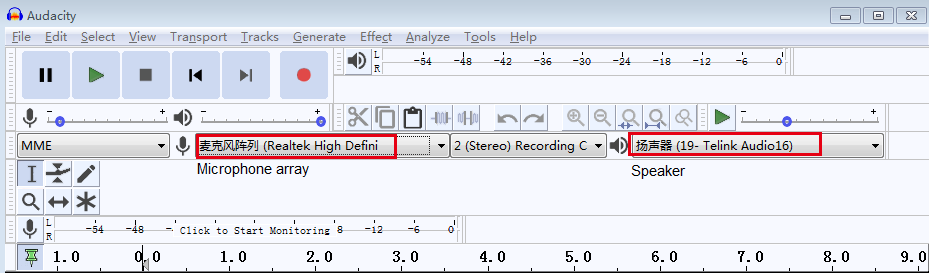 Audacity
File Edit Select View Transport Tracks Generate Effect Analyze Tools Help
L
R
-54 -48 -42 -36 -30 -24 -18 -12 -6 0
- +
- +
MME
麦克风阵列 (Realtek High Defini
2 (Stereo) Recording C
扬声器 (19- Telink Audio16)
Microphone array
Speaker
L
R
-54 -48 - Click to Start Monitoring 8 -12 -6 0
1.0 0.0 1.0 2.0 3.0 4.0 5.0 6.0 7.0 8.0 9.0